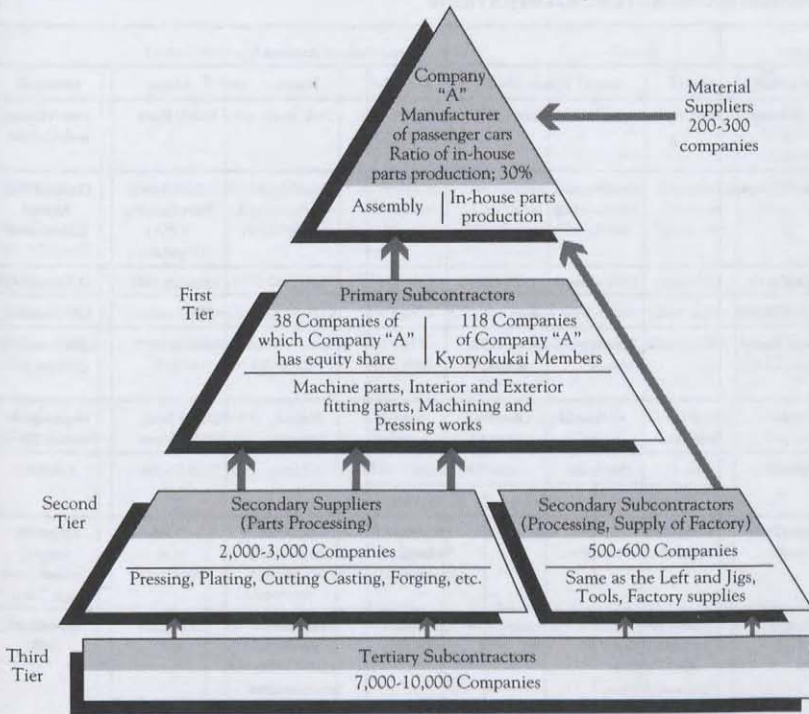 Company
"A"
Manufacturer
of passenger cars
Ratio of in-house
parts production; 30%
Assembly
In-house parts
production
Material
Suppliers
200-300
companies
First
Tier
Primary Subcontractors
38 Companies of
which Company "A"
has equity share
118 Companies
of Company "A"
Kyoryokukai Members
Machine parts, Interior and Exterior
fitting parts, Machining and
Pressing works
Second
Tier
Secondary Suppliers
(Parts Processing)
2,000-3,000 Companies
Pressing, Plating, Cutting Casting, Forging, etc.
Secondary Subcontractors
(Processing, Supply of Factory)
500-600 Companies
Same as the Left and Jigs,
Tools, Factory supplies
Third
Tier
Tertiary Subcontractors
7,000-10,000 Companies